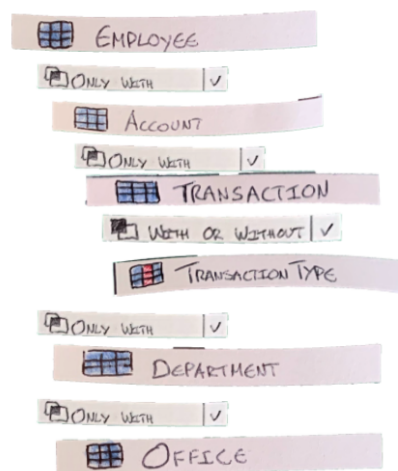 EMPLOYEE
ONLY WITH
ACCOUNT
ONLY WITH
TRANSACTION
WITH OR WITHOUT
TRANSACTION TYPE
ONLY WITH
DEPARTMENT
ONLY WITH
OFFICE